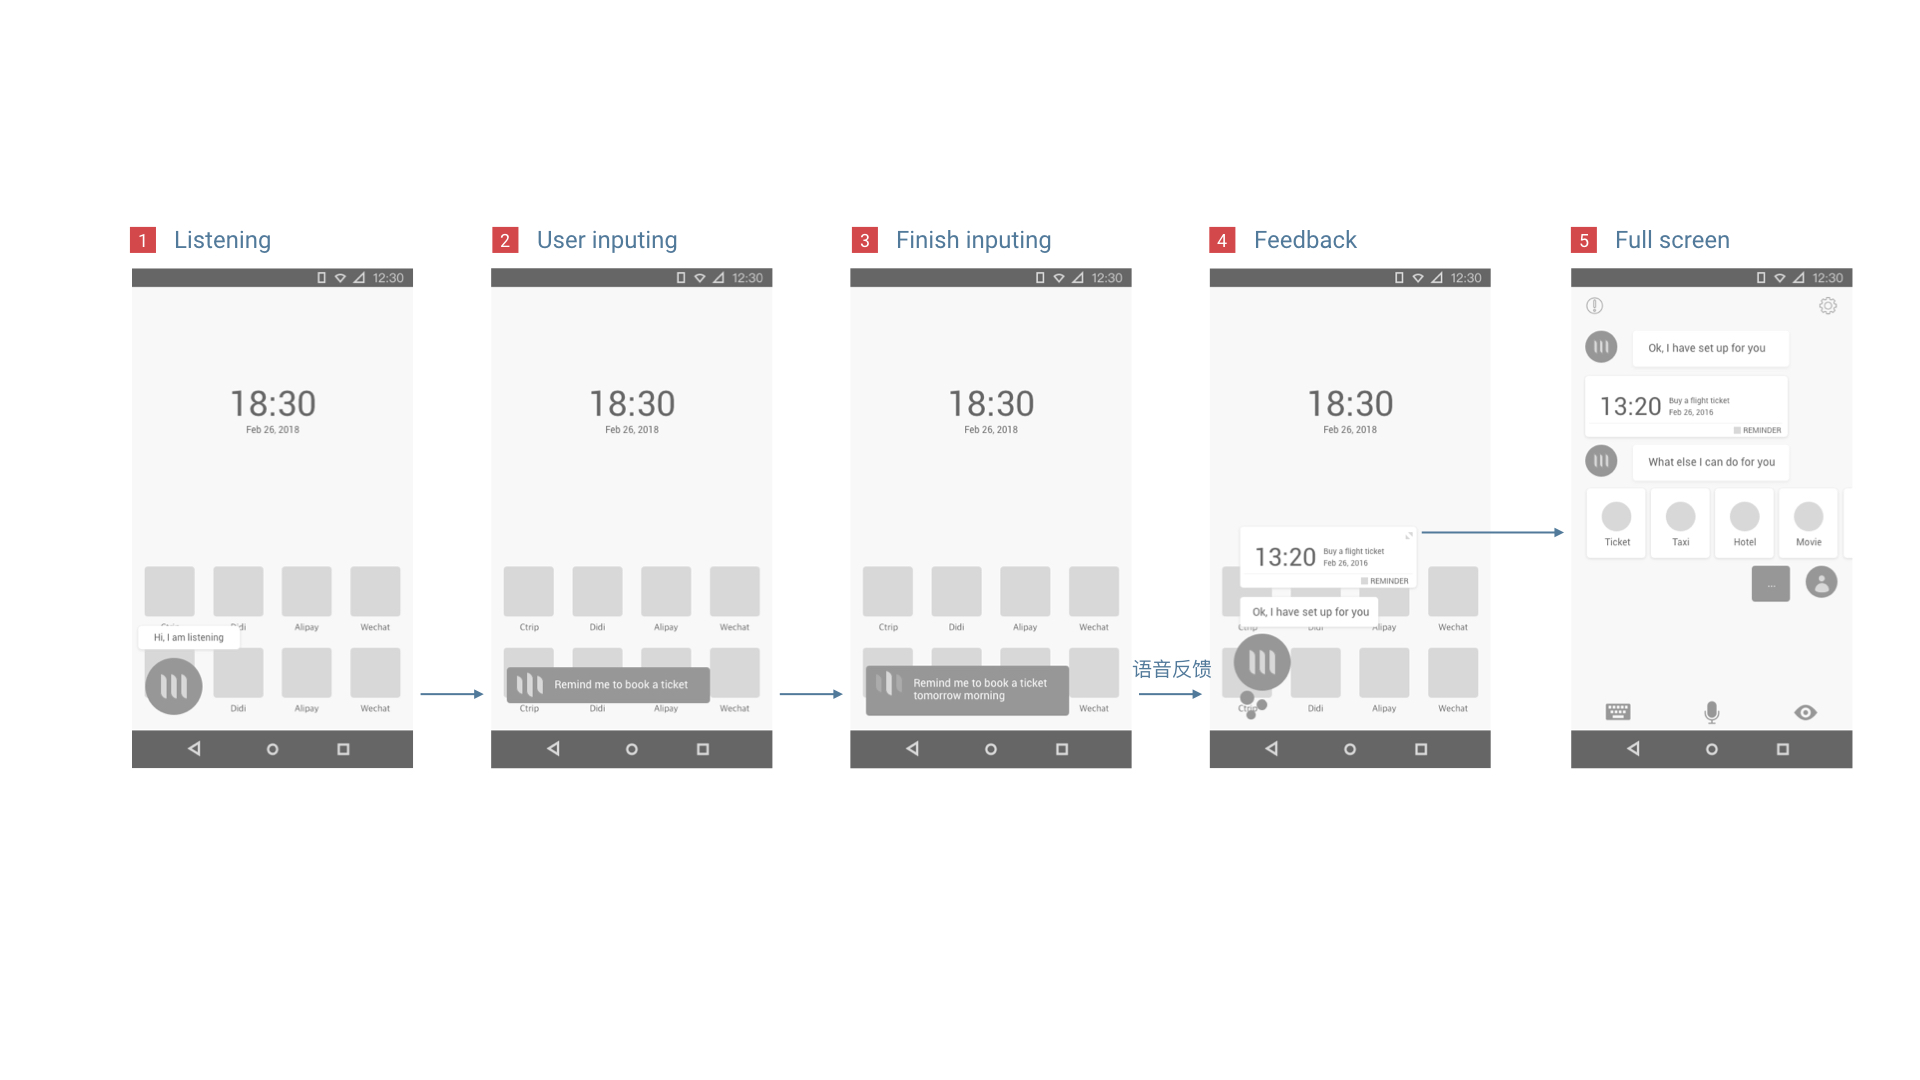 1 Listening
12:30
18:30
Feb 26, 2018
Alipay
Wechat
Hi, I am listening
Didi
Alipay
Wechat
2 User inputing
12:30
18:30
Feb 26, 2018
Ctrip
Didi
Alipay
Wechat
Remind me to book a ticket
Ctrip
Didi
Alipay
Wechat
3 Finish inputing
12:30
18:30
Feb 26, 2018
Ctrip
Didi
Alipay
Wechat
Remind me to book a ticket
tomorrow morning
Wechat
语音反馈
4 Feedback
12:30
18:30
Feb 26, 2018
13:20
Buy a flight ticket
Feb 26, 2016
REMINDER
Ok, I have set up for you
Alipay
Wechat
Didi
Alipay
Wechat
5 Full screen
12:30
Ok, I have set up for you
13:20
Buy a flight ticket
Feb 26, 2016
REMINDER
What else I can do for you
Ticket
Taxi
Hotel
Movie
...